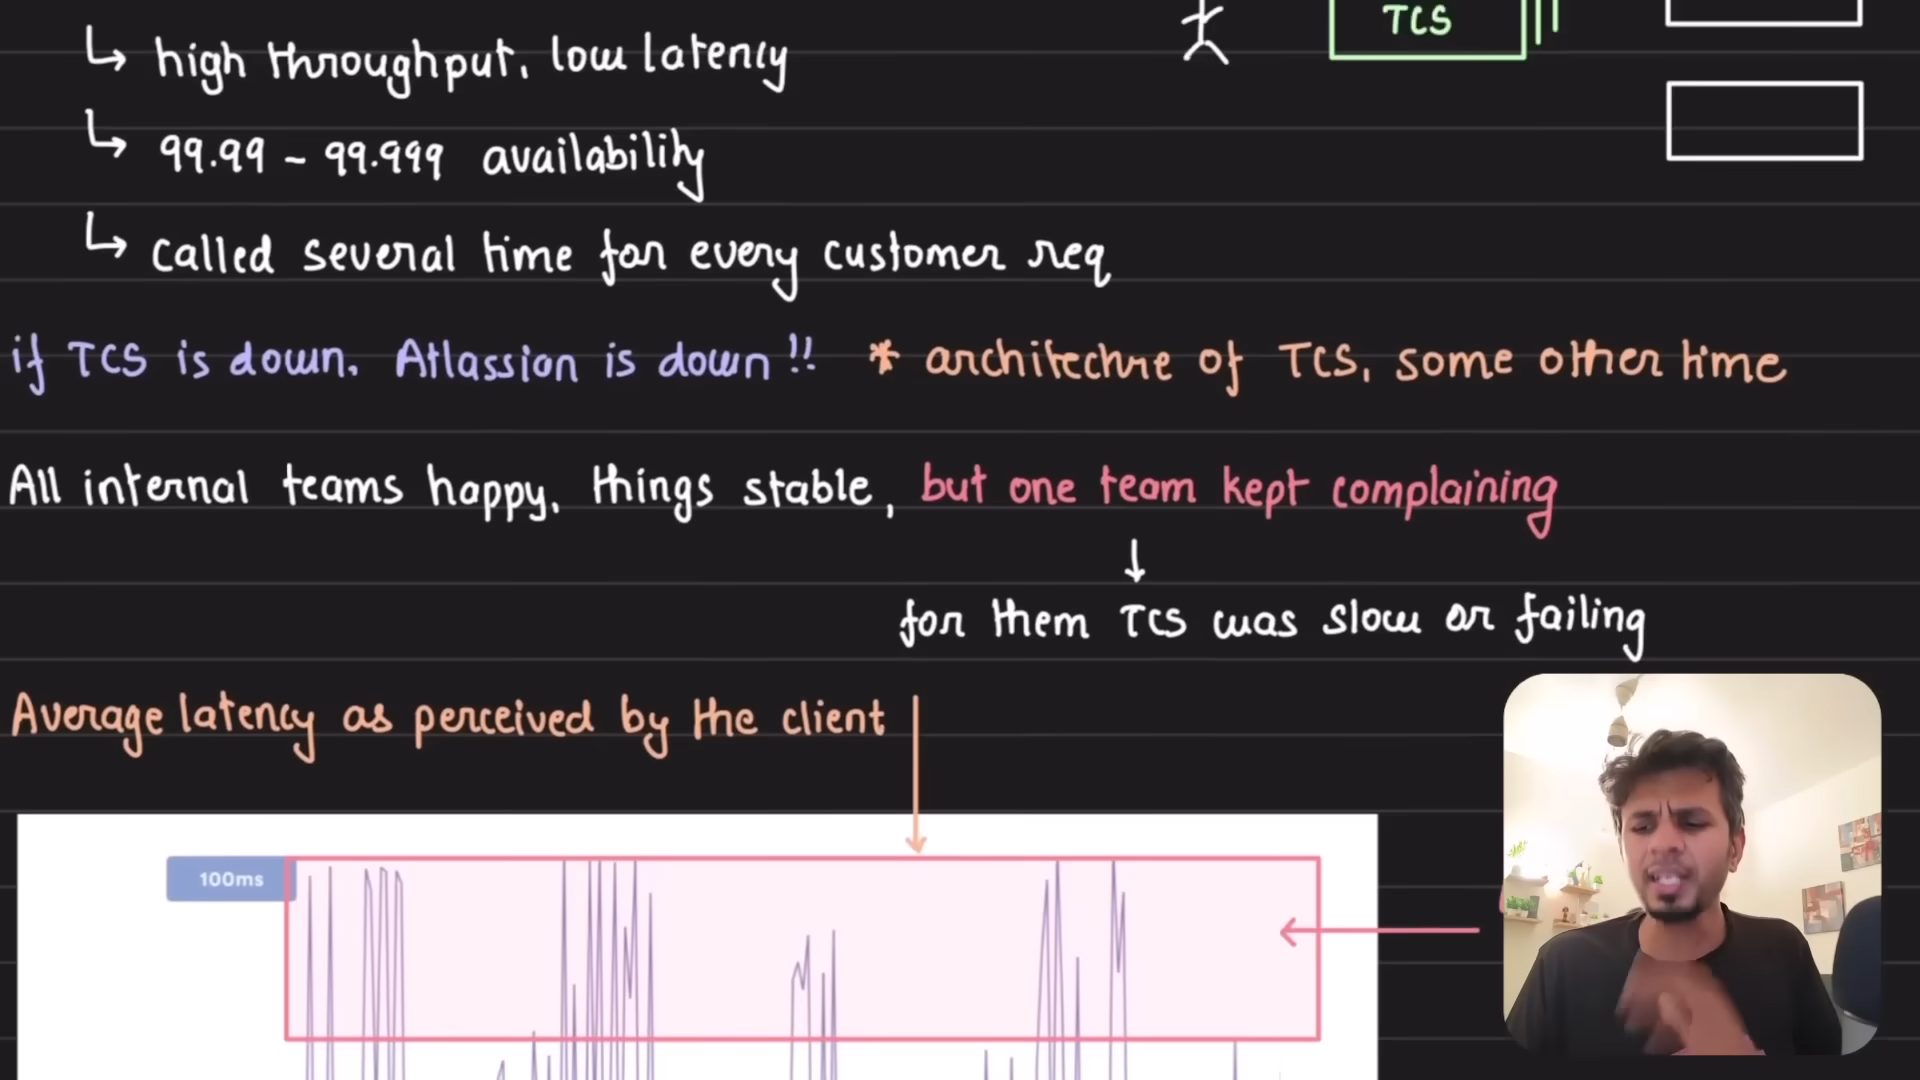 TCS
↳ high throughput, low latency
↳ 99.99 - 99.999 availability
↳ called several time for every customer req
if TCS is down, Atlassion is down !! * architecture of TCS, some other time
All internal teams happy, things stable, but one team kept complaining
↓
for them TCS was slow or failing
Average latency as perceived by the client
100ms